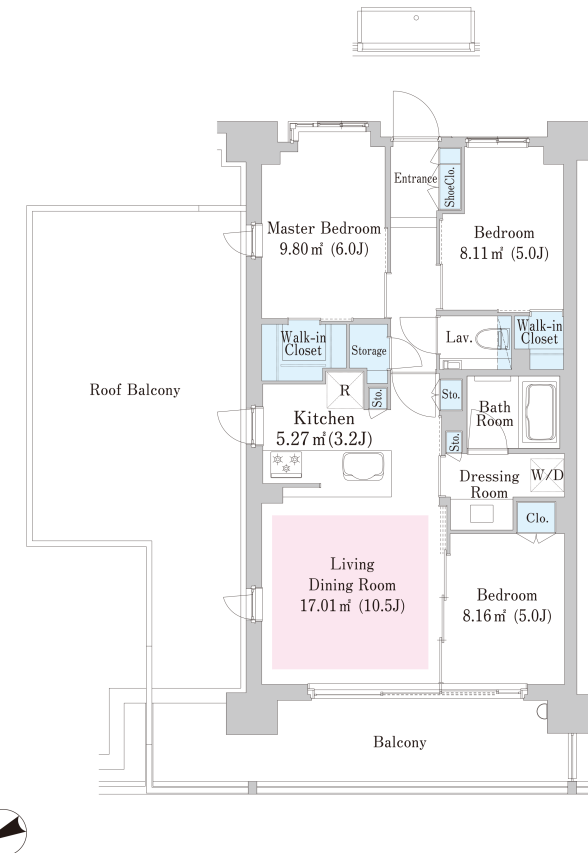 Entrance
ShoeClo.
Master Bedroom
9.80㎡ (6.0J)
Bedroom
8.11㎡ (5.0J)
Walk-in
Closet
Storage
Lav.
Walk-in
Closet
Roof Balcony
R
Sto.
Sto.
Kitchen
5.27㎡(3.2J)
Bath
Room
Sto.
Dressing
Room
W/D
Clo.
Living
Dining Room
17.01㎡ (10.5J)
Bedroom
8.16㎡ (5.0J)
Balcony